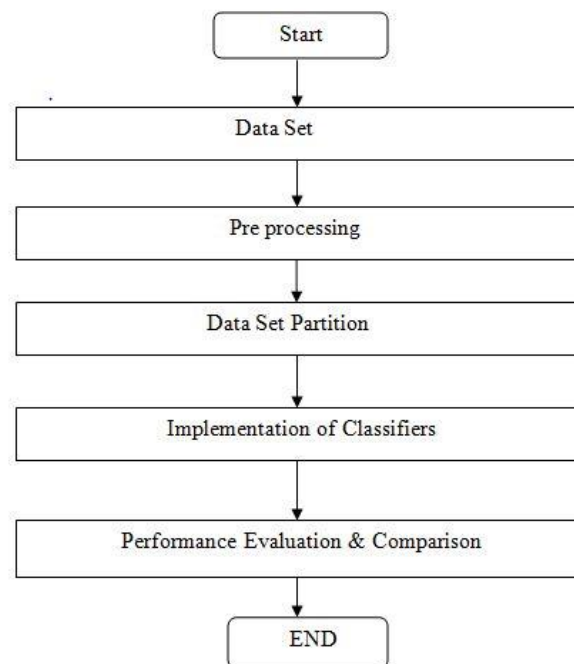 Start
Data Set
Pre processing
Data Set Partition
Implementation of Classifiers
Performance Evaluation & Comparison
END